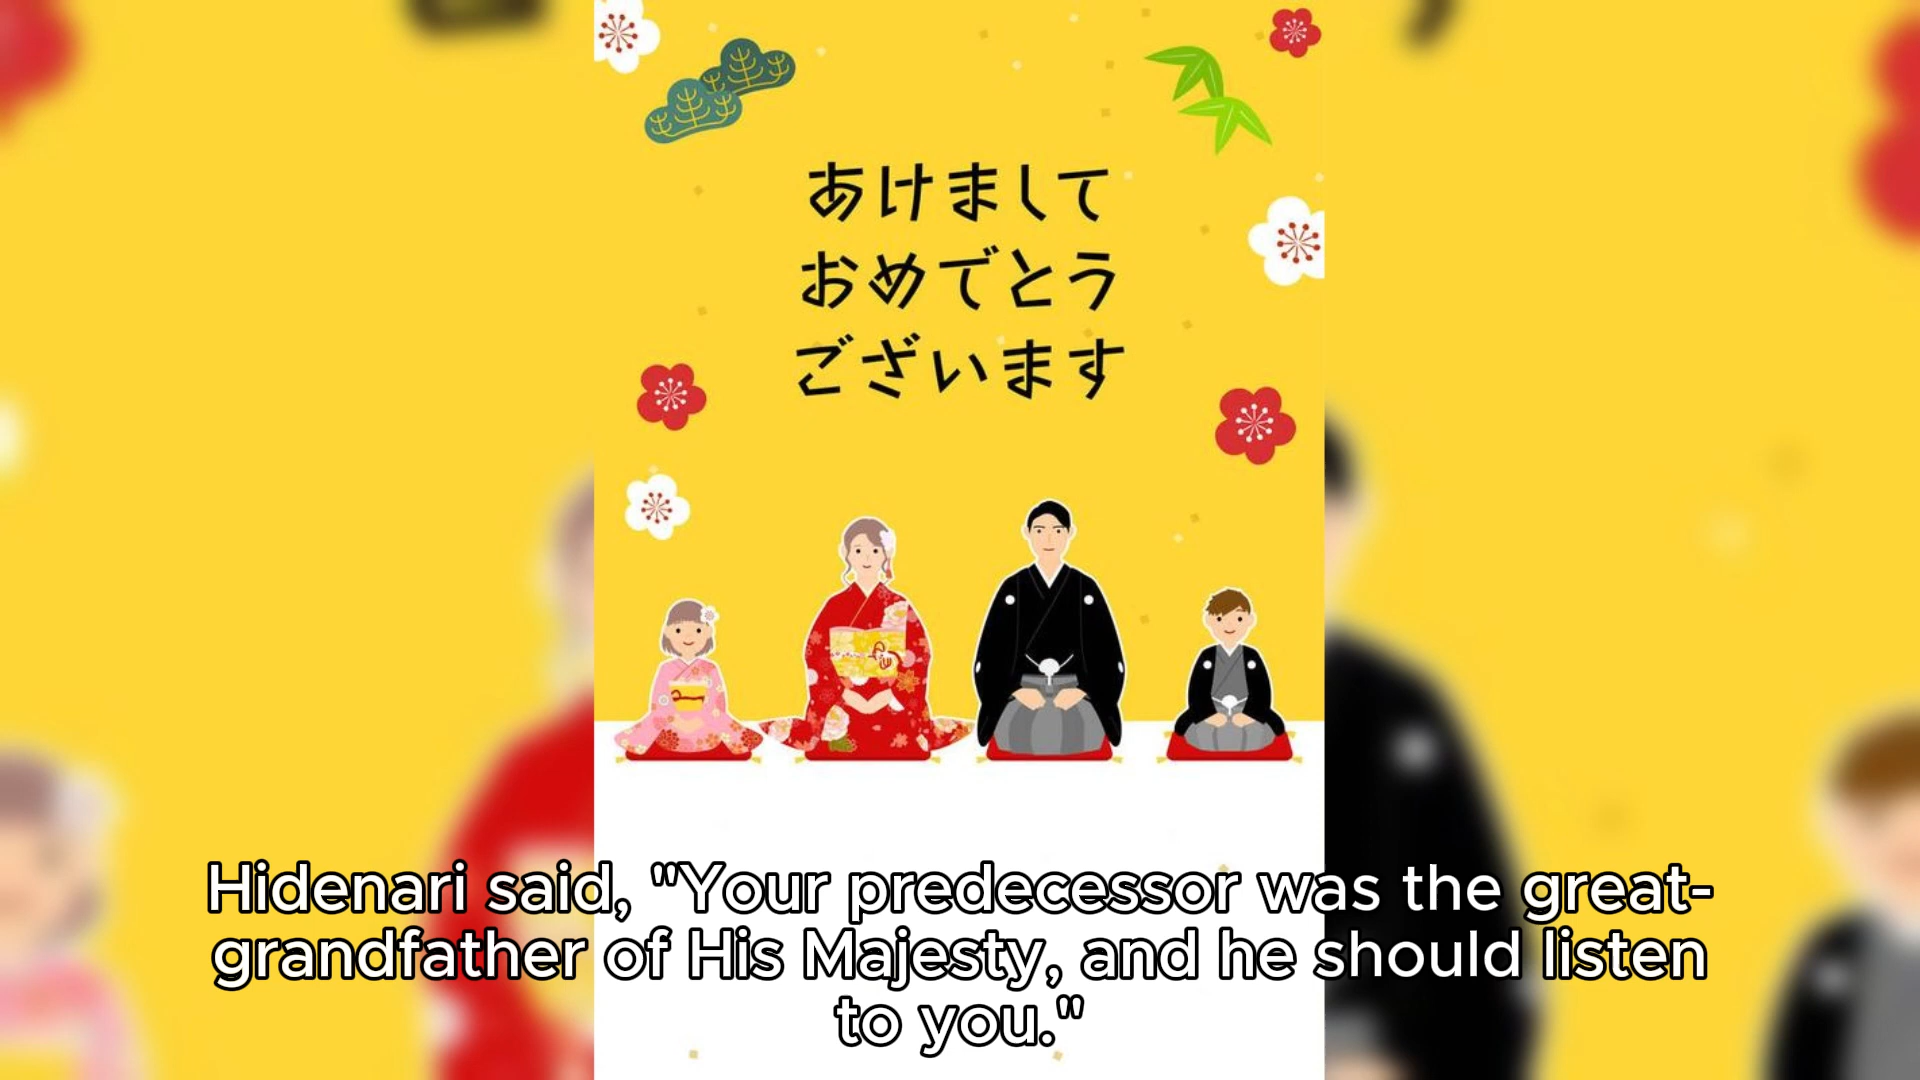 あけまして
おめでとう
ございます
Hidenari said, "Your predecessor was the great-
grandfather of His Majesty, and he should listen
to you."